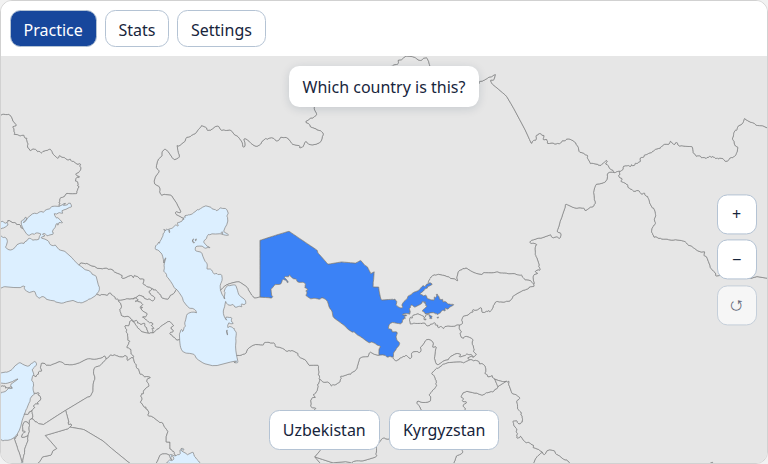 Practice Stats Settings
Which country is this?
+
−
↺
Uzbekistan Kyrgyzstan